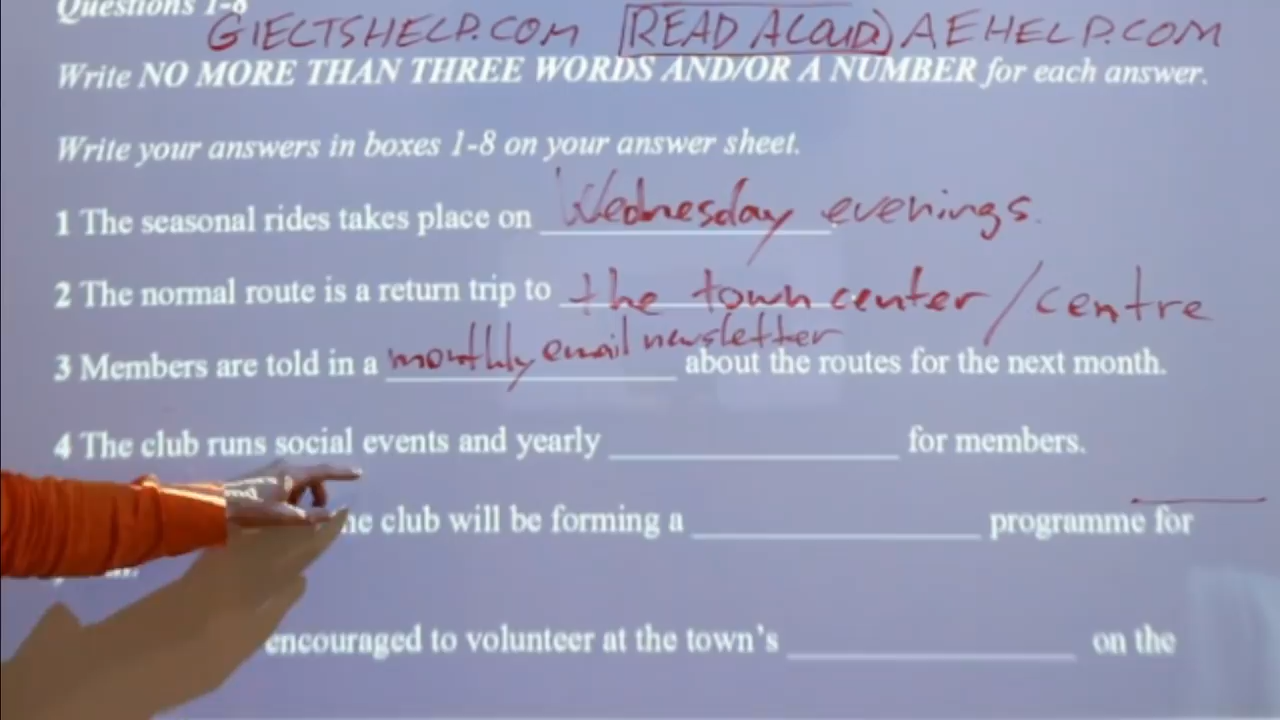 Questions 1-8
GIELTSHELP.COM READ ALOUD AEHELP.COM
Write NO MORE THAN THREE WORDS AND/OR A NUMBER for each answer.
Write your answers in boxes 1-8 on your answer sheet.
1 The seasonal rides takes place on Wednesday evenings.
2 The normal route is a return trip to the town center / centre
3 Members are told in a monthly email newsletter about the routes for the next month.
4 The club runs social events and yearly ____ for members.
he club will be forming a ____ programme for
encouraged to volunteer at the town's ____ on the